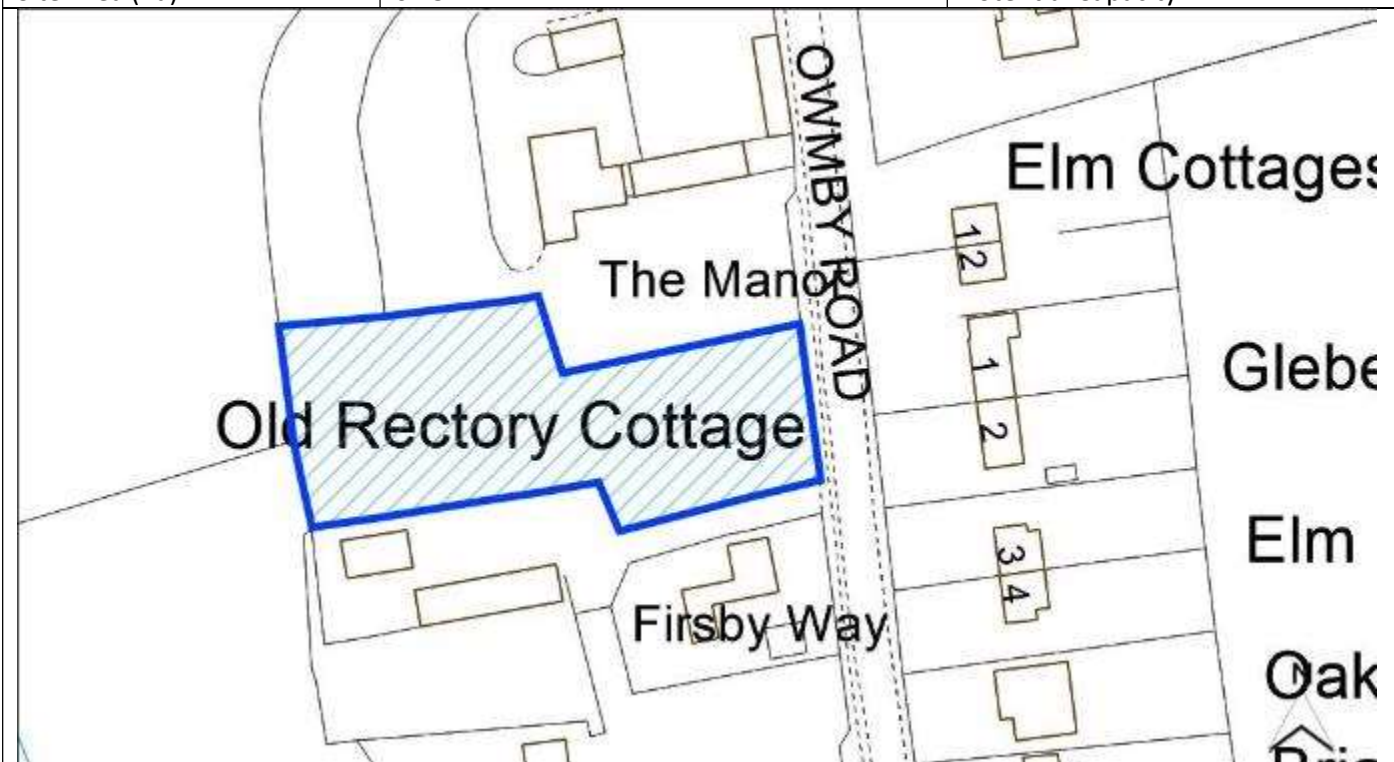 OWMBY ROAD
Elm Cottages
1
2
The Manor
1
Glebe
2
Old Rectory Cottage
3
Elm
4
Firsby Way
Oak
N